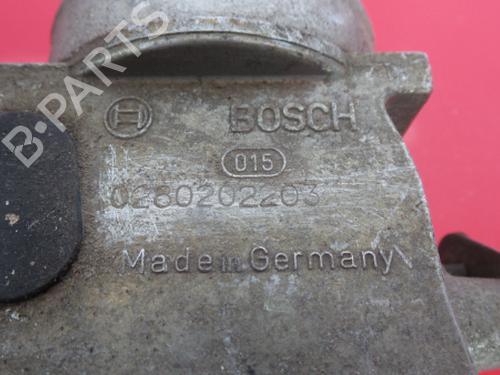 BOSCH
015
0280202203
Made in Germany
B-PARTS